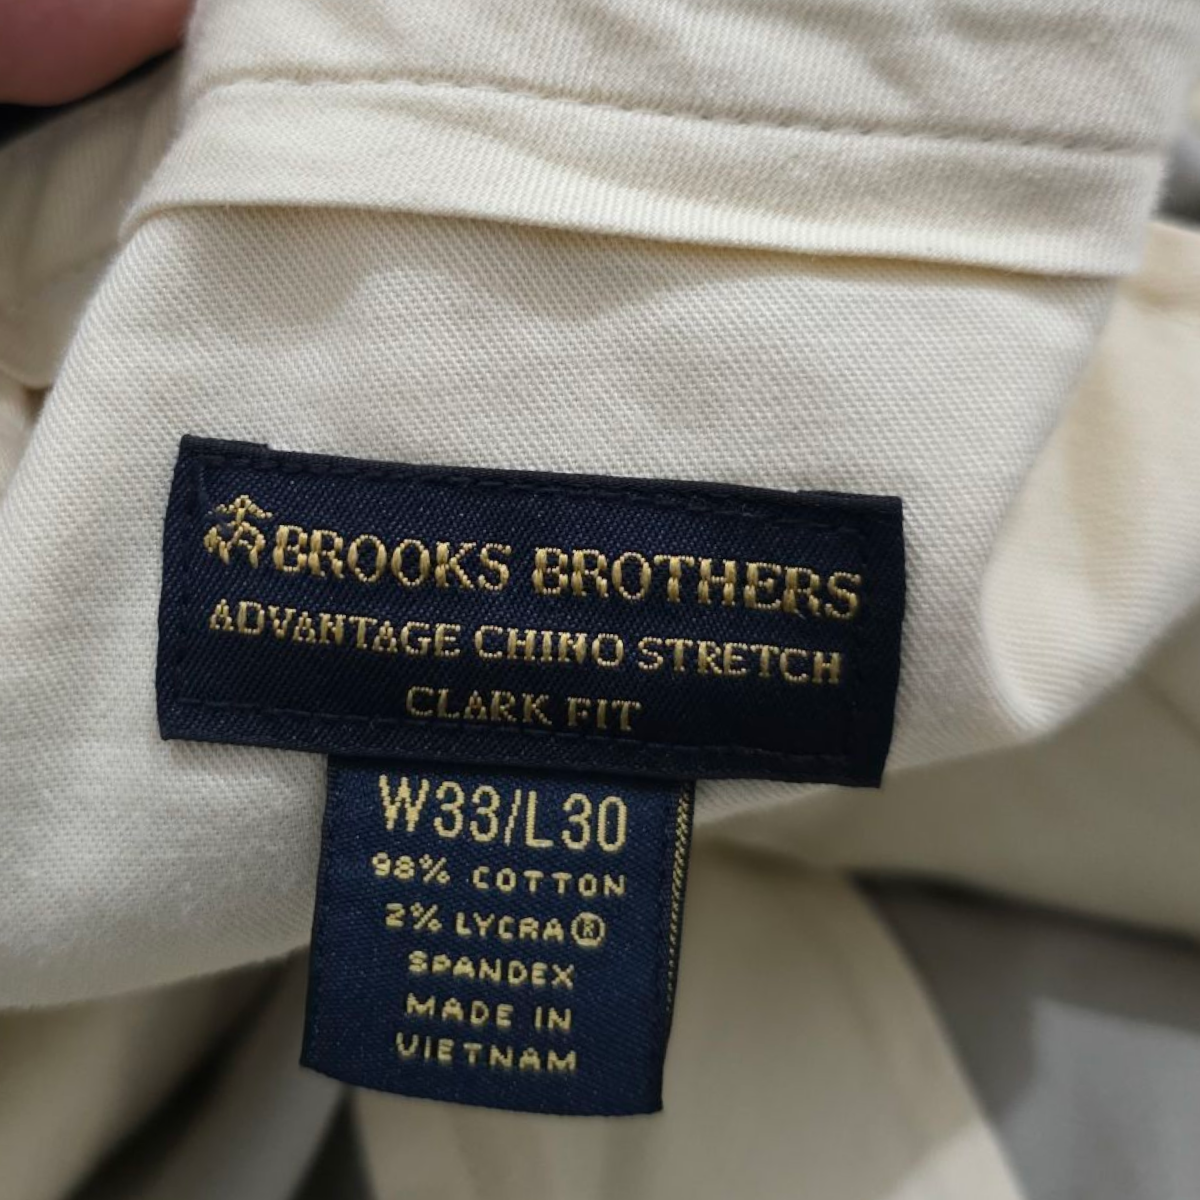 BROOKS BROTHERS
ADVANTAGE CHINO STRETCH
CLARK FIT
W33/L30
98% COTTON
2% LYCRA®
SPANDEX
MADE IN
VIETNAM